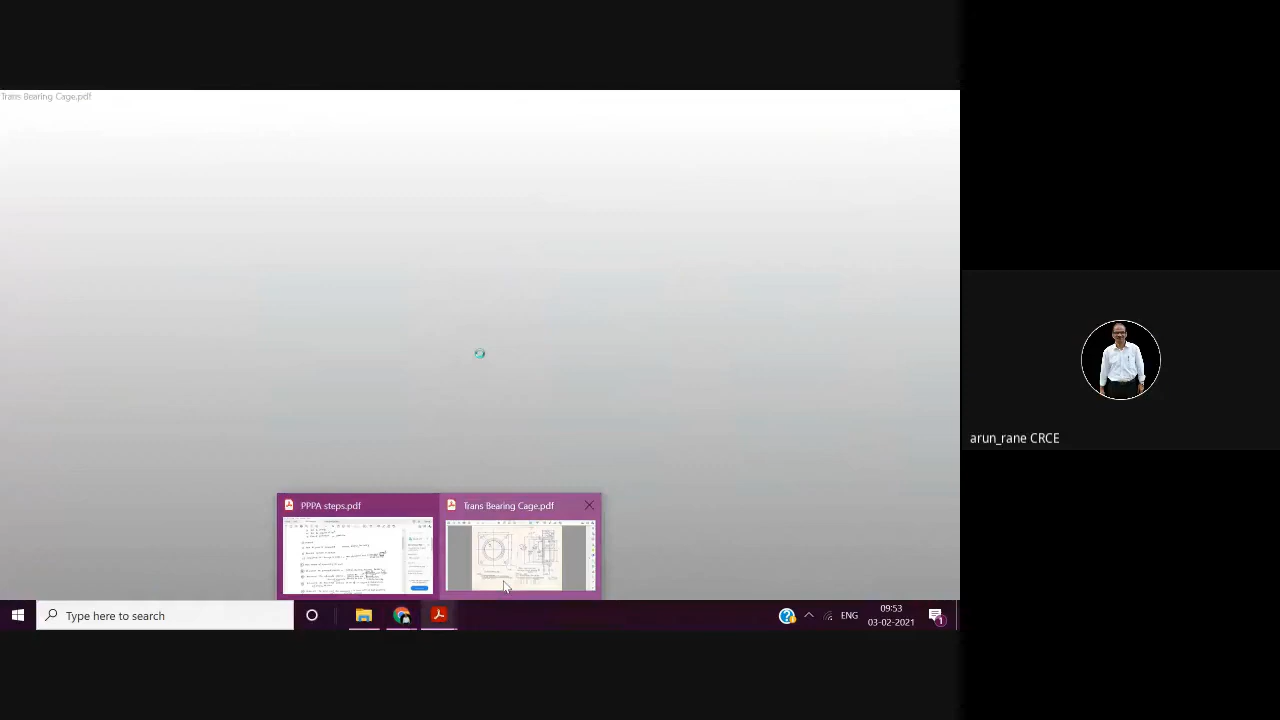 Trans Bearing Cage.pdf
arun_rane CRCE
PPPA steps.pdf
Trans Bearing Cage.pdf
Type here to search
ENG
09:53
03-02-2021
1